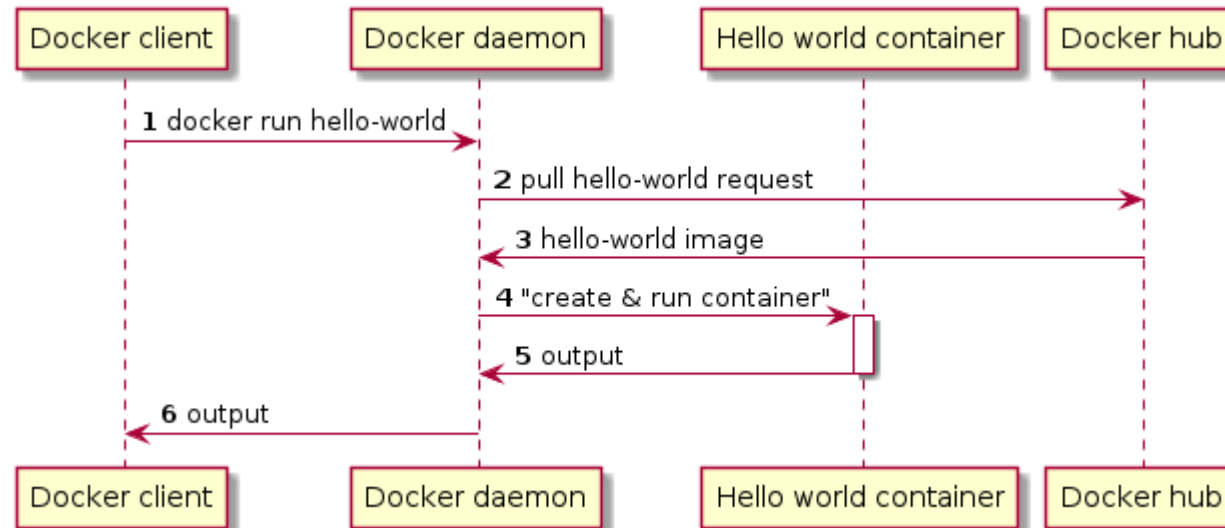 Docker client Docker daemon Hello world container Docker hub
1 docker run hello-world
2 pull hello-world request
3 hello-world image
4 "create & run container"
5 output
6 output
Docker client Docker daemon Hello world container Docker hub